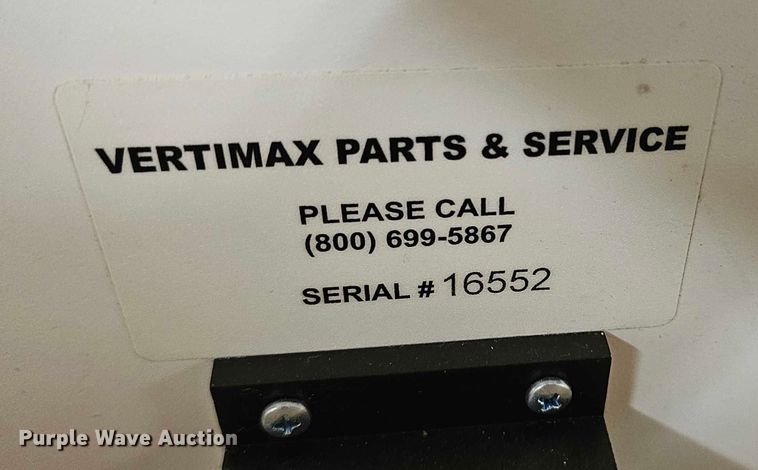 VERTIMAX PARTS & SERVICE
PLEASE CALL
(800) 699-5867
SERIAL # 16552
Purple Wave Auction